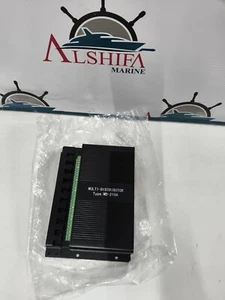 ALSHIFA
MARINE
MULTI-DISTRIBUTOR
Type:MD-210A